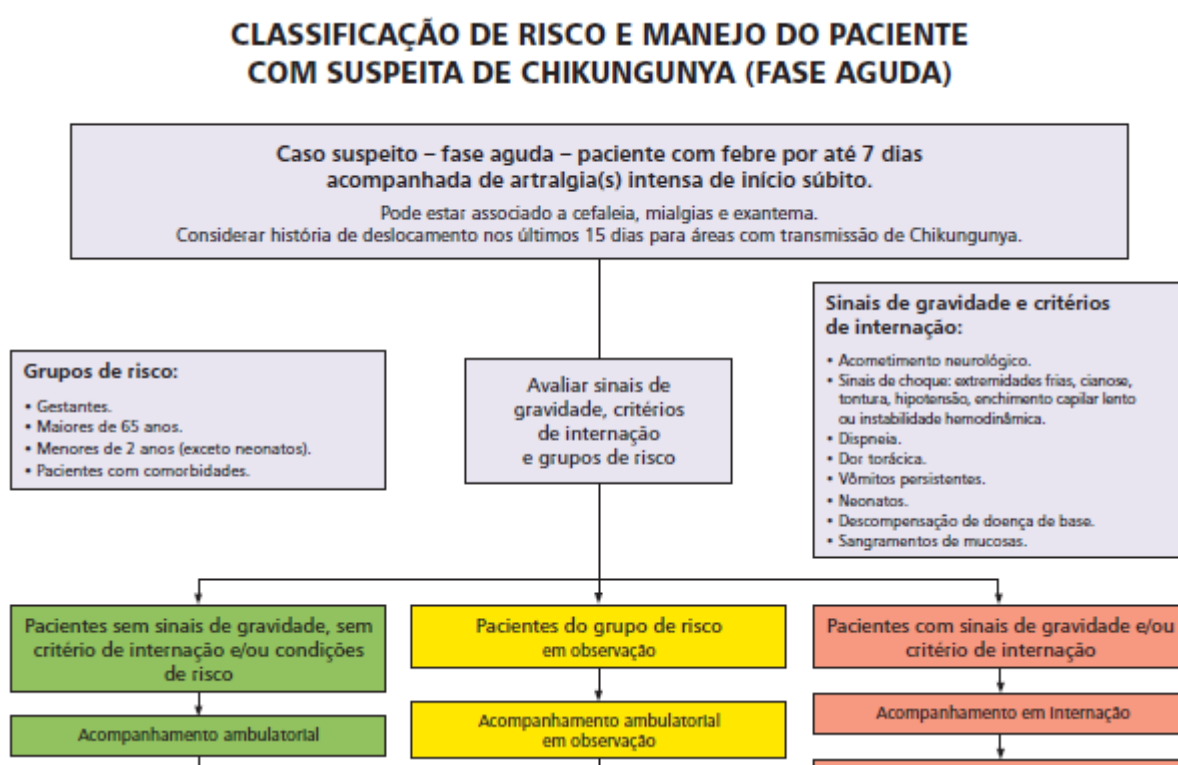 CLASSIFICAÇÃO DE RISCO E MANEJO DO PACIENTE
COM SUSPEITA DE CHIKUNGUNYA (FASE AGUDA)
Caso suspeito – fase aguda – paciente com febre por até 7 dias
acompanhada de artralgia(s) intensa de início súbito.
Pode estar associado a cefaleia, mialgias e exantema.
Considerar história de deslocamento nos últimos 15 dias para áreas com transmissão de Chikungunya.
Grupos de risco:
• Gestantes.
• Maiores de 65 anos.
• Menores de 2 anos (exceto neonatos).
• Pacientes com comorbidades.
Avaliar sinais de
gravidade, critérios
de internação
e grupos de risco
Sinais de gravidade e critérios
de internação:
• Acometimento neurológico.
• Sinais de choque: extremidades frias, cianose,
tontura, hipotensão, enchimento capilar lento
ou instabilidade hemodinâmica.
• Dispneia.
• Dor torácica.
• Vômitos persistentes.
• Neonatos.
• Descompensação de doença de base.
• Sangramentos de mucosas.
Pacientes sem sinais de gravidade, sem
critério de internação e/ou condições
de risco
Acompanhamento ambulatorial
Pacientes do grupo de risco
em observação
Acompanhamento ambulatorial
em observação
Pacientes com sinais de gravidade e/ou
critério de internação
Acompanhamento em internação